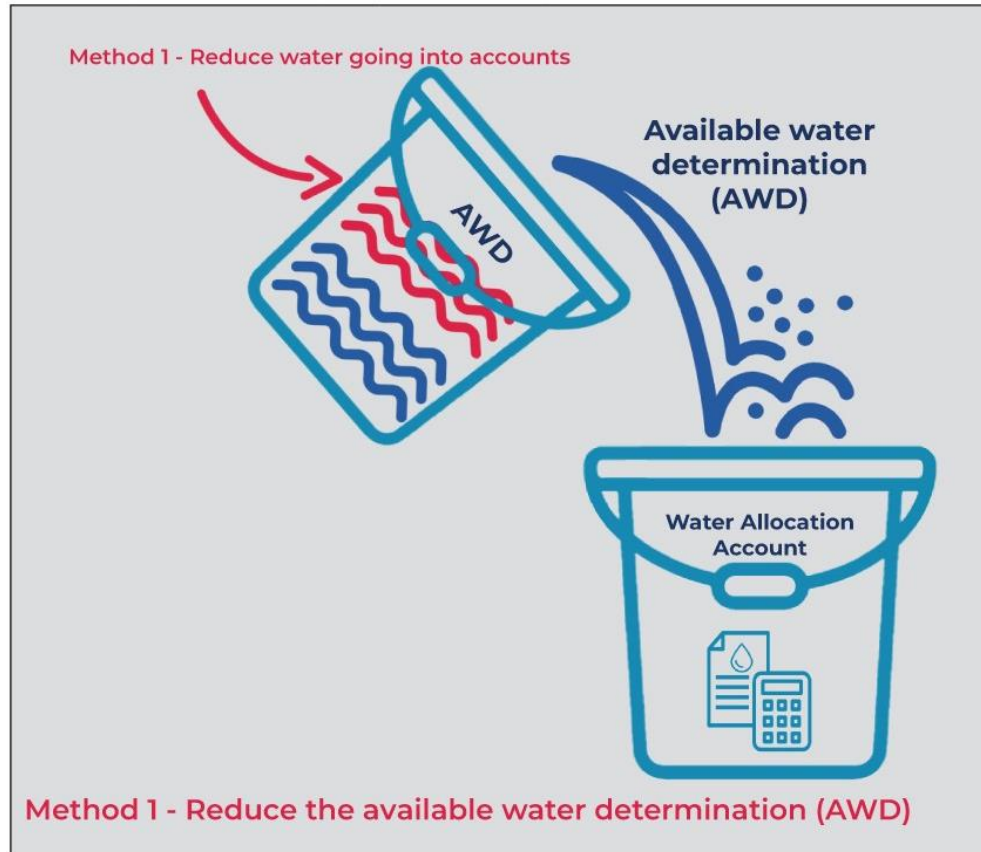 Method 1 - Reduce water going into accounts
Available water
determination
(AWD)
AWD
Water Allocation
Account
Method 1 - Reduce the available water determination (AWD)